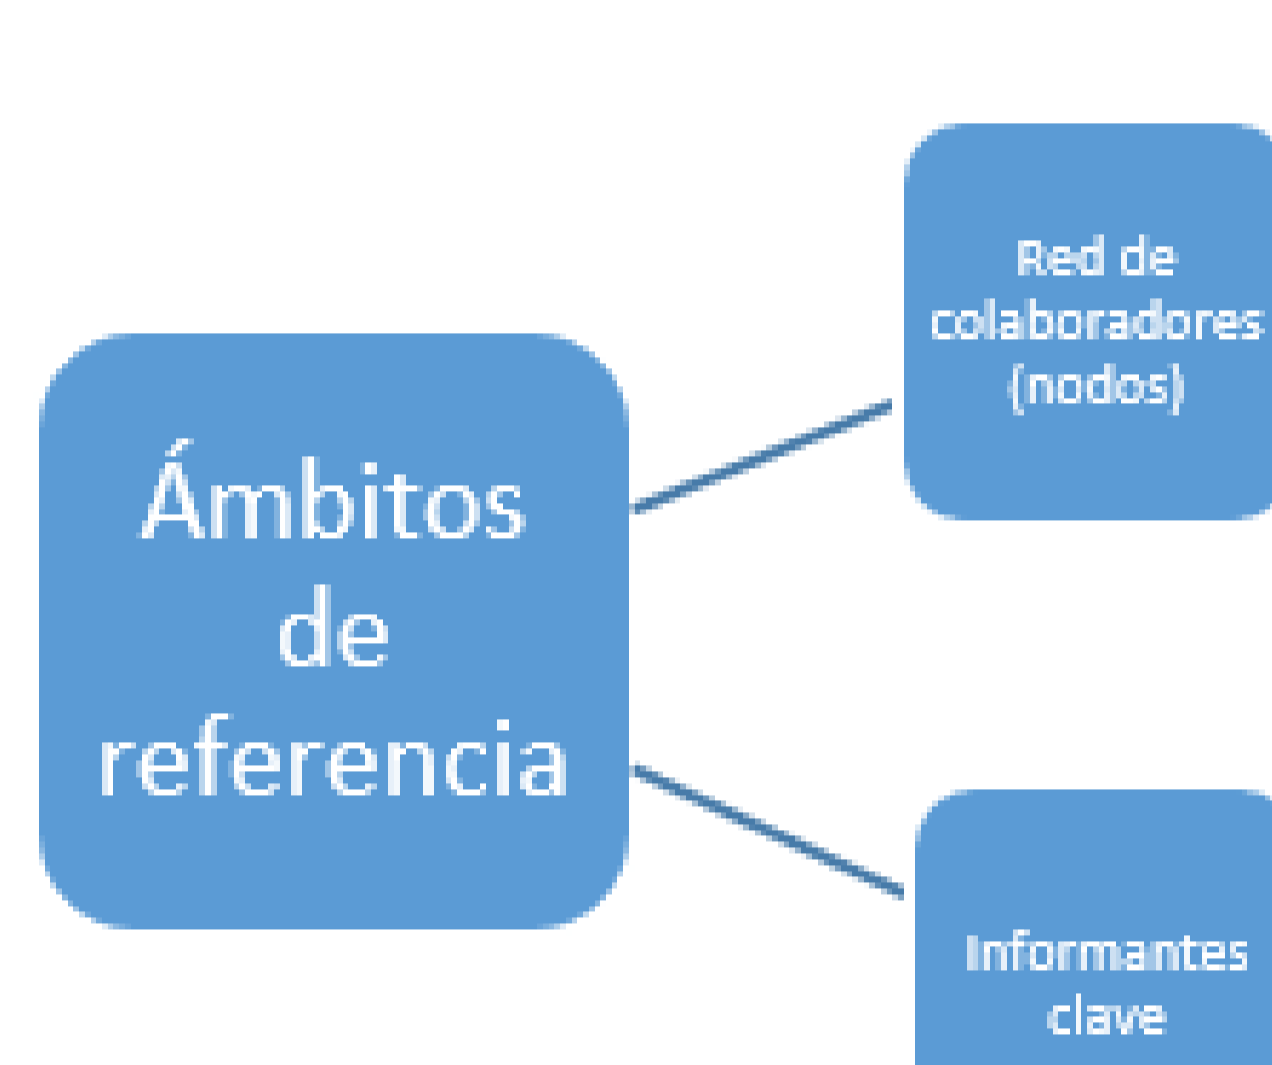 Ámbitos
de
referencia
Red de
colaboradores
(nodos)
Informantes
clave